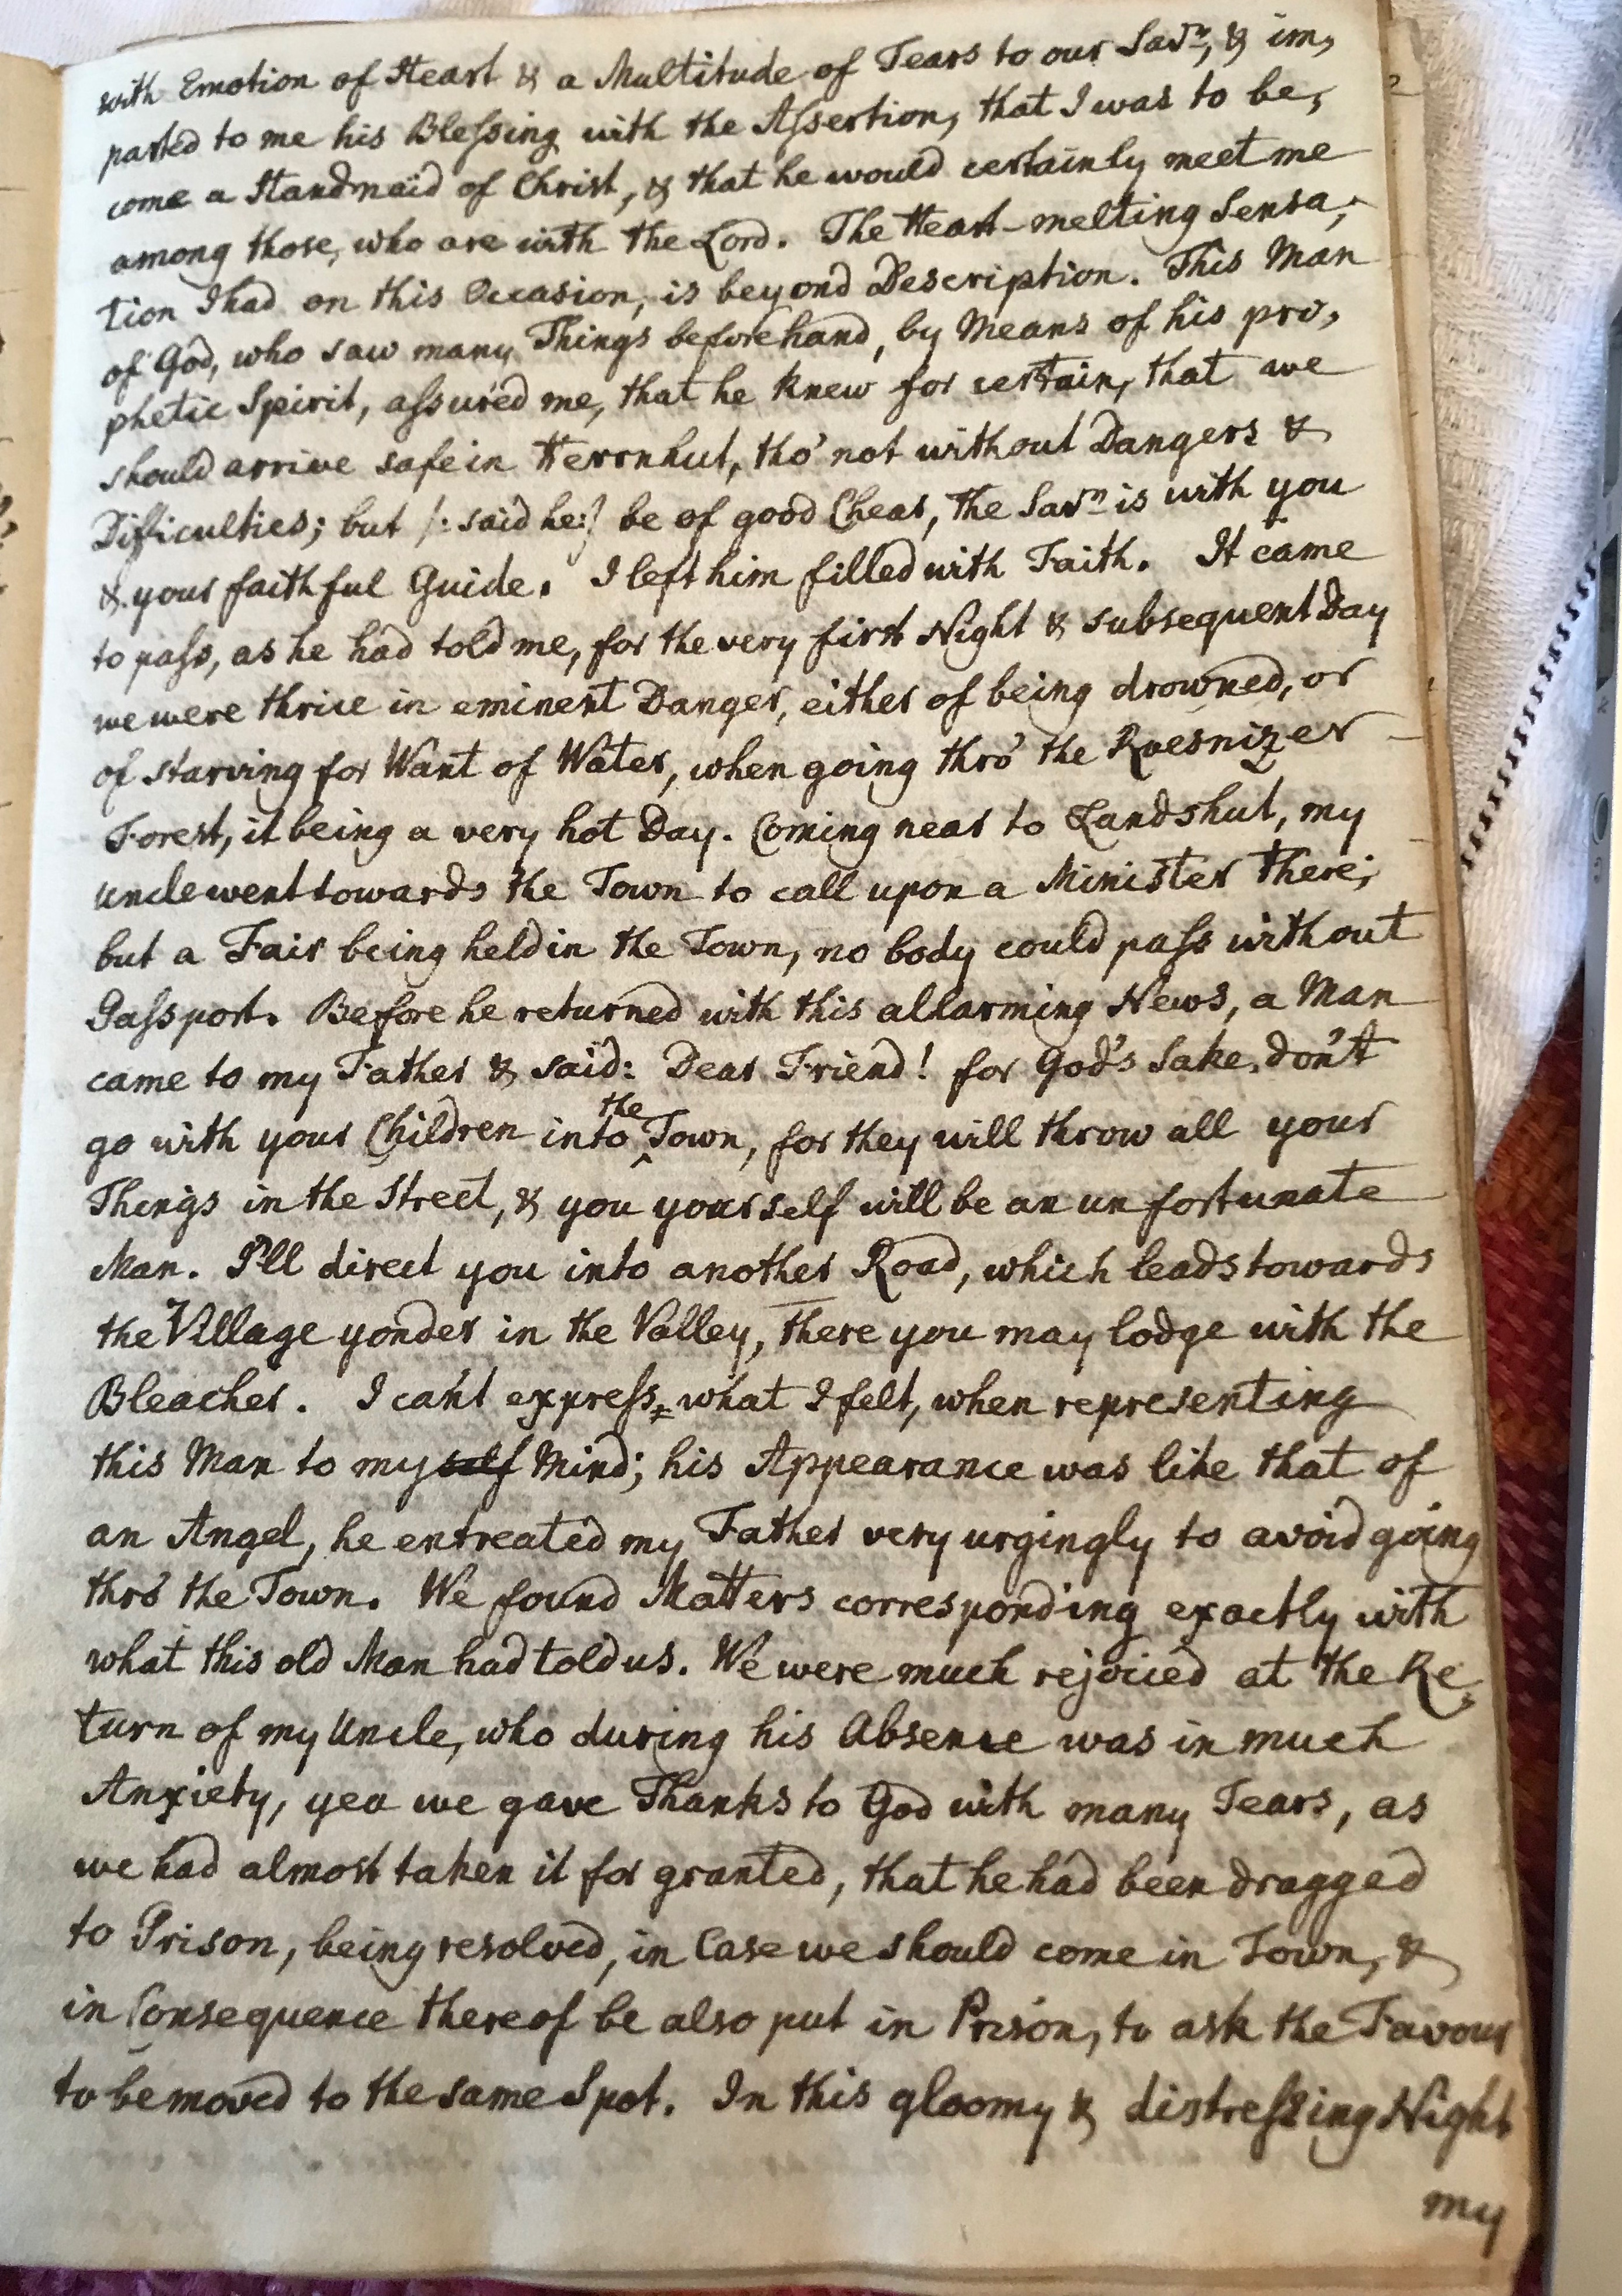 with Emotion of Heart & a Multitude of Tears to our Savr, & im,
parted to me his Blessing with the Assertion, that I was to be,
come a Handmaid of Christ, & that he would certainly meet me
among those, who are with the Lord. The Heart-melting Sensa,
tion I had on this Occasion, is beyond Description. This Man
of God, who saw many Things beforehand, by Means of his pro,
phetic Spirit, assured me, that he knew for certain, that we
should arrive safe in Herrnhut, tho' not without Dangers &
Difficulties; but /: said he:/ be of good Chear, the Savr is with you
& your faithful Guide. I left him filled with Faith. It came
to pass, as he had told me, for the very first Night & subsequent Day
we were thrice in eminent Danger, either of being drowned, or
of starving for Want of Water, when going thro' the Roesnizer
Forest, it being a very hot Day. Coming near to Landshut, my
Uncle went towards the Town to call upon a Minister there;
but a Fair being held in the Town, no body could pass without
Passport. Before he returned with this allarming News, a Man
came to my Father & said: Dear Friend! for God's Sake, don't
go with your Children into the Town, for they will throw all your
Things in the Street, & you yourself will be an unfortunate
Man. I'll direct you into another Road, which leads towards
the Village yonder in the Valley, there you may lodge with the
Bleacher. I can't express, what I felt, when representing
this Man to my self Mind; his Appearance was like that of
an Angel, he entreated my Father very urgingly to avoid going
thro' the Town. We found Matters corresponding exactly with
what this old Man had told us. We were much rejoiced at the Re,
turn of my Uncle, who during his Absence was in much
Anxiety, yea we gave Thanks to God with many Tears, as
we had almost taken it for granted, that he had been dragged
to Prison, being resolved, in Case we should come in Town, &
in Consequence thereof be also put in Prison, to ask the Favour
to be moved to the same Spot. In this gloomy & distressing Night
my